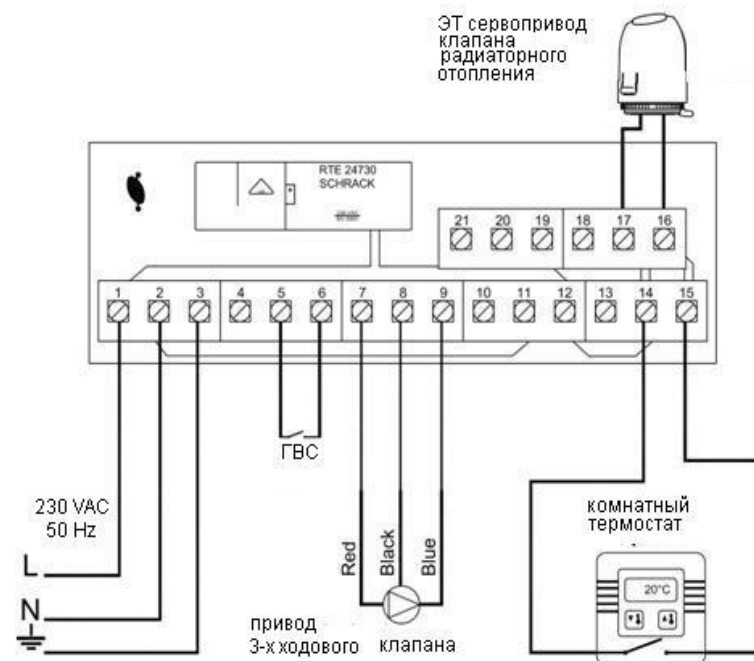 ЭТ сервопривод
клапана
радиаторного
отопления
RTE 24730
SCHRACK
21 20 19 18 17 16
1 2 3 4 5 6 7 8 9 10 11 12 13 14 15
ГВС
230 VAC
50 Hz
L
N
Red
Black
Blue
привод
3-х ходового клапана
комнатный
термостат
20°C